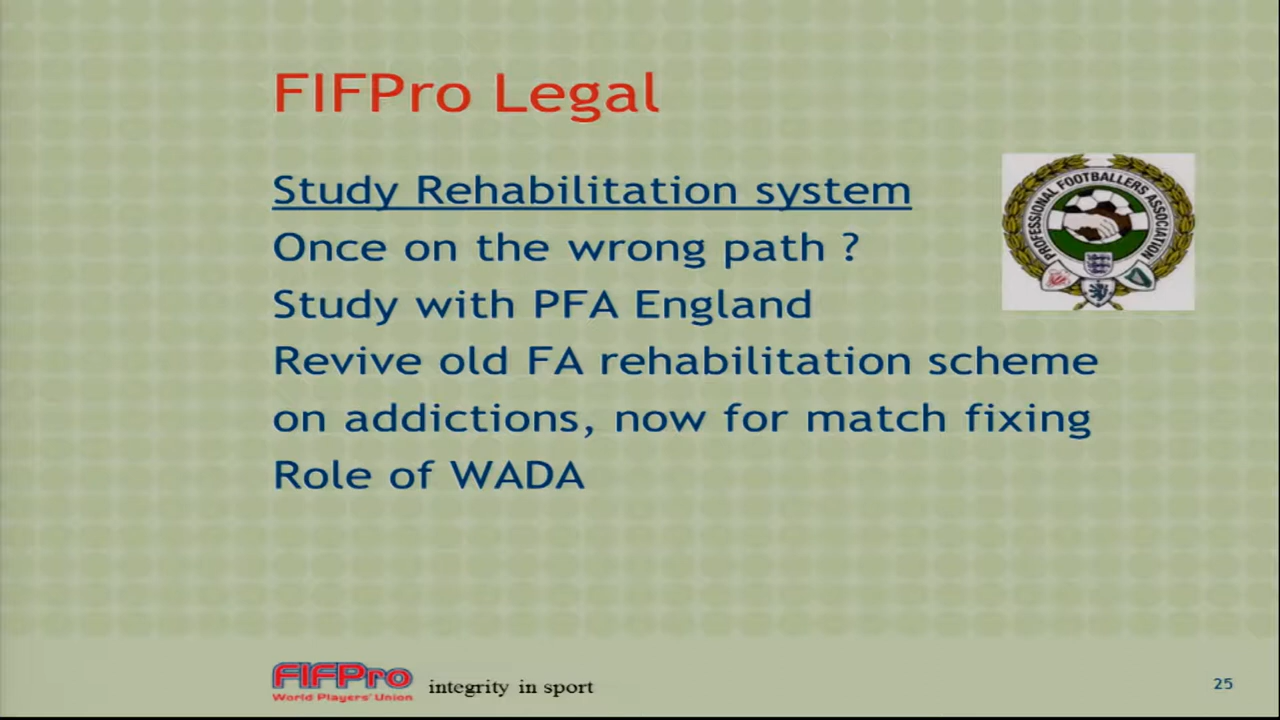 FIFPro Legal
Study Rehabilitation system
Once on the wrong path ?
Study with PFA England
Revive old FA rehabilitation scheme
on addictions, now for match fixing
Role of WADA
PROFESSIONAL FOOTBALLERS ASSOCIATION
FIFPro
World Players' Union
integrity in sport
25